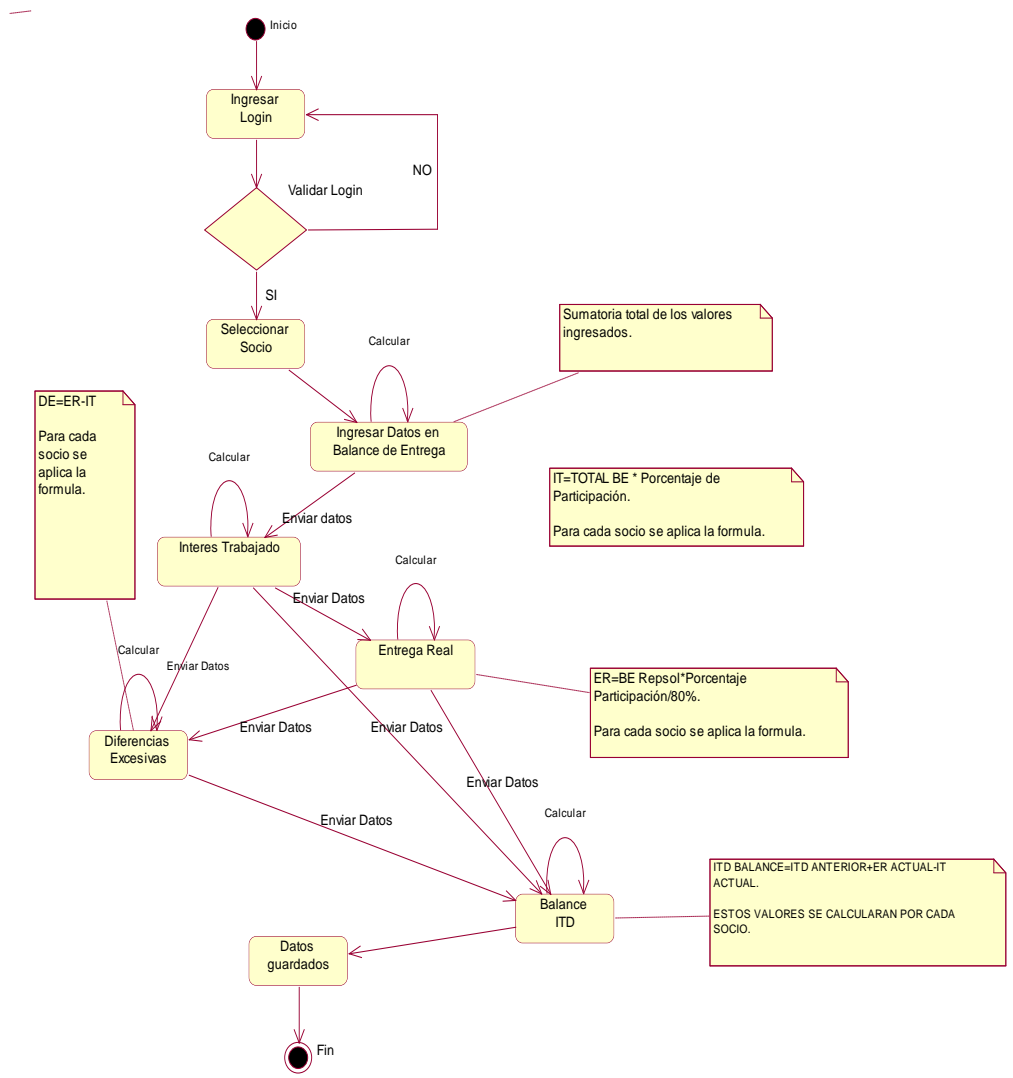 Inicio
Ingresar
Login
NO
Validar Login
SI
Seleccionar
Socio
Sumatoria total de los valores
ingresados.
Calcular
Ingresar Datos en
Balance de Entrega
DE=ER-IT
Para cada
socio se
aplica la
formula.
Calcular
IT=TOTAL BE * Porcentaje de
Participación.
Para cada socio se aplica la formula.
Enviar datos
Interes Trabajado
Calcular
Enviar Datos
Entrega Real
Calcular
Enviar Datos
ER=BE Repsol*Porcentaje
Participación/80%.
Para cada socio se aplica la formula.
Diferencias
Excesivas
Enviar Datos
Enviar Datos
Enviar Datos
Enviar Datos
Calcular
Balance
ITD
ITD BALANCE=ITD ANTERIOR+ER ACTUAL-IT
ACTUAL.
ESTOS VALORES SE CALCULARAN POR CADA
SOCIO.
Datos
guardados
Fin